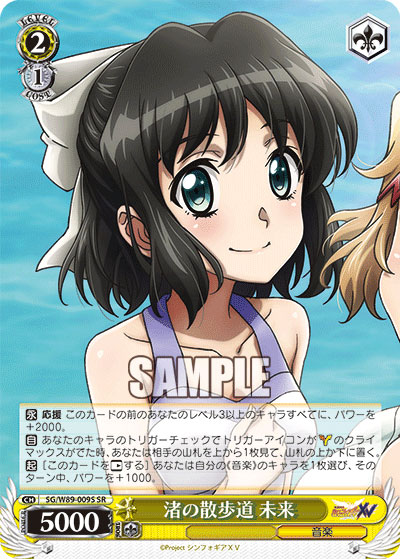 LEVEL
2
1
COST
SAMPLE
永 応援 このカードの前のあなたのレベル3以上のキャラすべてに、パワーを
+2000。
自 あなたのキャラのトリガーチェックでトリガーアイコンが
のクライ
マックスがでた時、あなたは相手の山札を上から1枚見て、山札の上か下に置く。
起 [このカードを
する] あなたは自分の《音楽》のキャラを1枚選び、そのターン中、パワーを+1000。
CH SG/W89-009S SR
5000
渚の散歩道 未来
音楽
XV
©Project シンフォギアXV